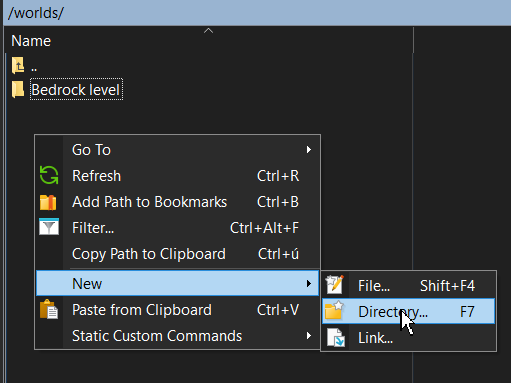 /worlds/
Name
..
Bedrock level
Go To
Refresh Ctrl+R
Add Path to Bookmarks Ctrl+B
Filter... Ctrl+Alt+F
Copy Path to Clipboard Ctrl+ú
New
File... Shift+F4
Directory... F7
Link...
Paste from Clipboard Ctrl+V
Static Custom Commands